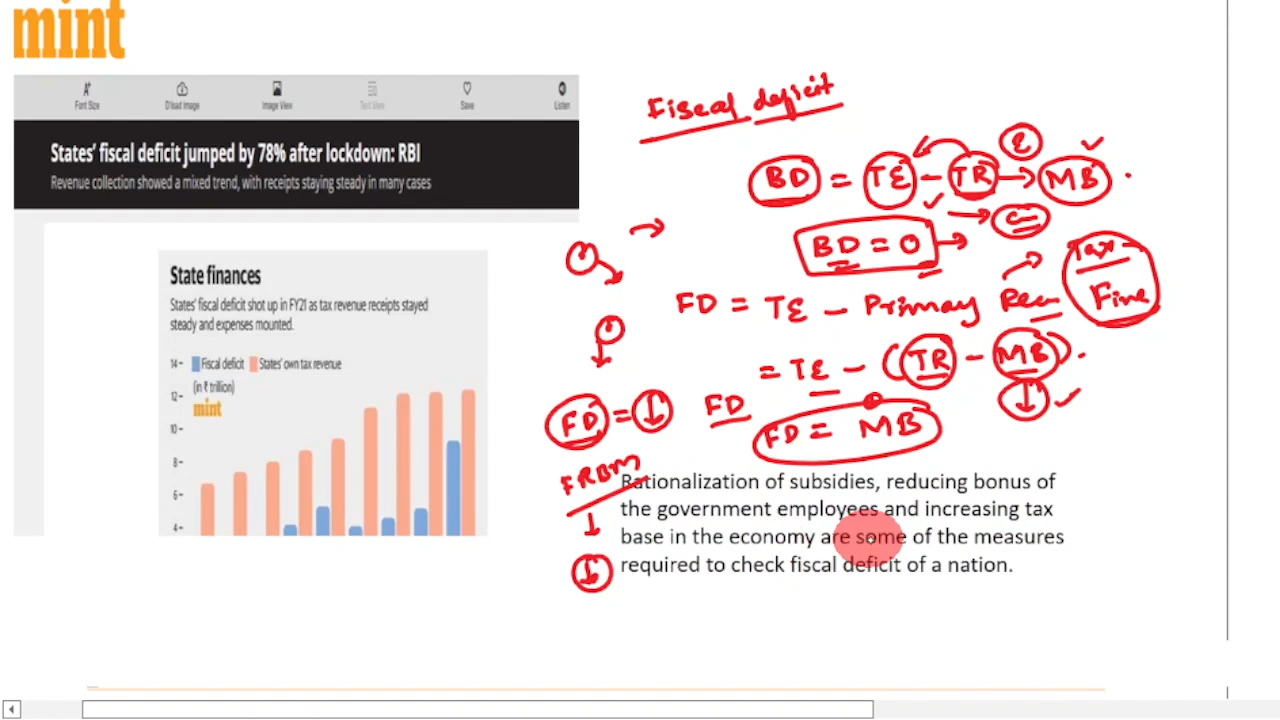 mint
Font Size
D'load Image
Image View
Text View
Save
Listen
States' fiscal deficit jumped by 78% after lockdown: RBI
Revenue collection showed a mixed trend, with receipts staying steady in many cases
State finances
States' fiscal deficit shot up in FY21 as tax revenue receipts stayed
steady and expenses mounted.
14
Fiscal deficit
States' own tax revenue
(in ₹ trillion)
mint
12
10
8
6
4
Fiscal deficit
BD = TE - TR → MB
BD = 0
Tax
Fine
FD = TE - Primary Rev
= TE - (TR - MB)
FD = ↓
FD
FD = MB
FRBM
Rationalization of subsidies, reducing bonus of
the government employees and increasing tax
base in the economy are some of the measures
required to check fiscal deficit of a nation.